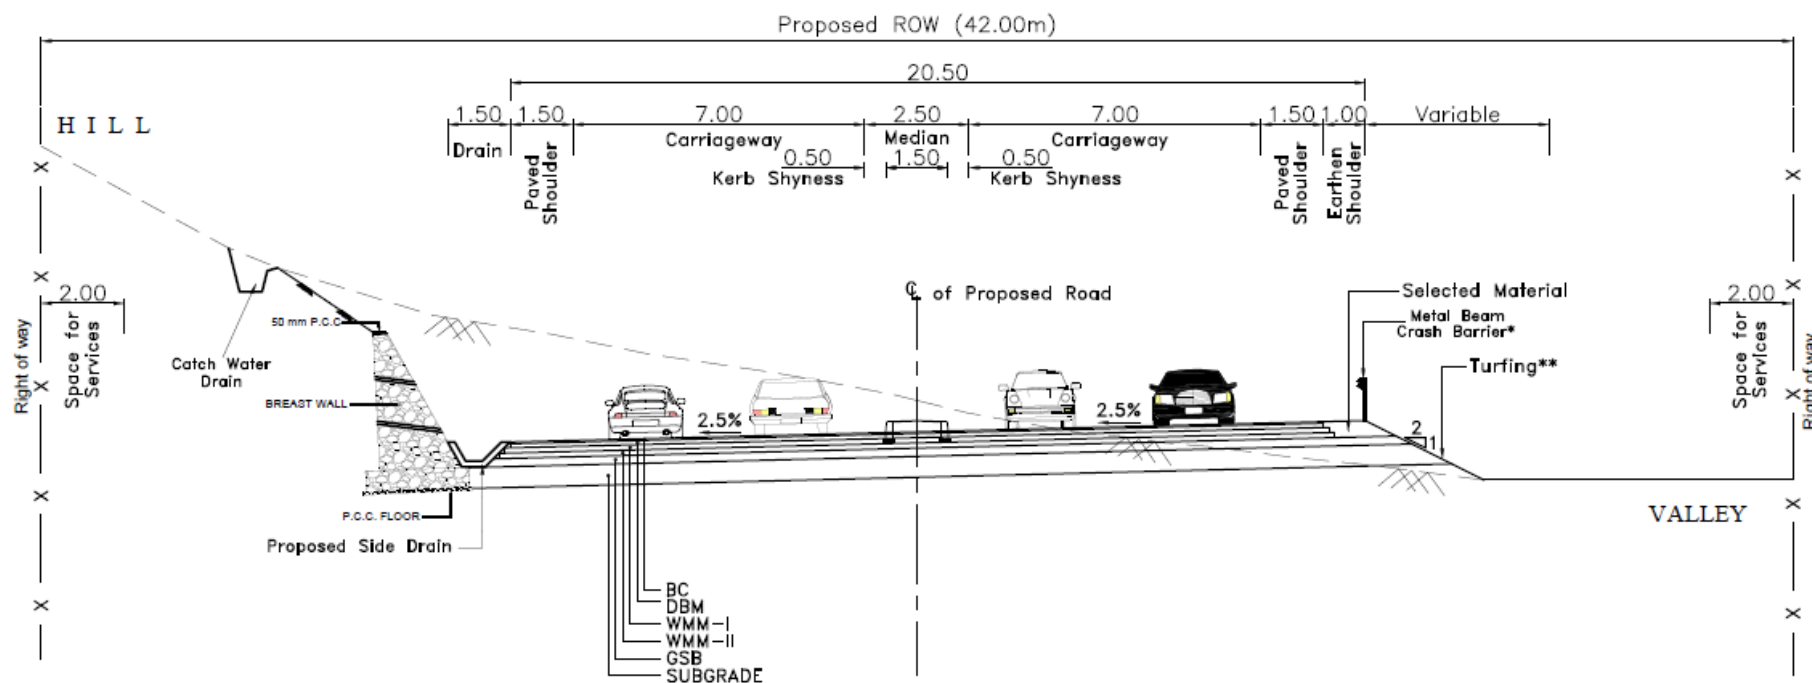 Proposed ROW (42.00m)
20.50
1.50
1.50
7.00
2.50
7.00
1.50
1.00
Variable
HILL
Drain
Paved
Shoulder
Carriageway
Median
Carriageway
Paved
Shoulder
Earthen
Shoulder
0.50
1.50
0.50
Kerb Shyness
Kerb Shyness
X
X
X
X
2.00
Space for
Services
Right of way
50 mm P.C.C
Catch Water
Drain
BREAST WALL
℄ of Proposed Road
Selected Material
Metal Beam
Crash Barrier*
Turfing**
2.00
Space for
Services
Right of way
X
X
2.5%
2.5%
2
1
X
X
X
X
P.C.C. FLOOR
VALLEY
Proposed Side Drain
BC
DBM
WMM-I
WMM-II
GSB
SUBGRADE